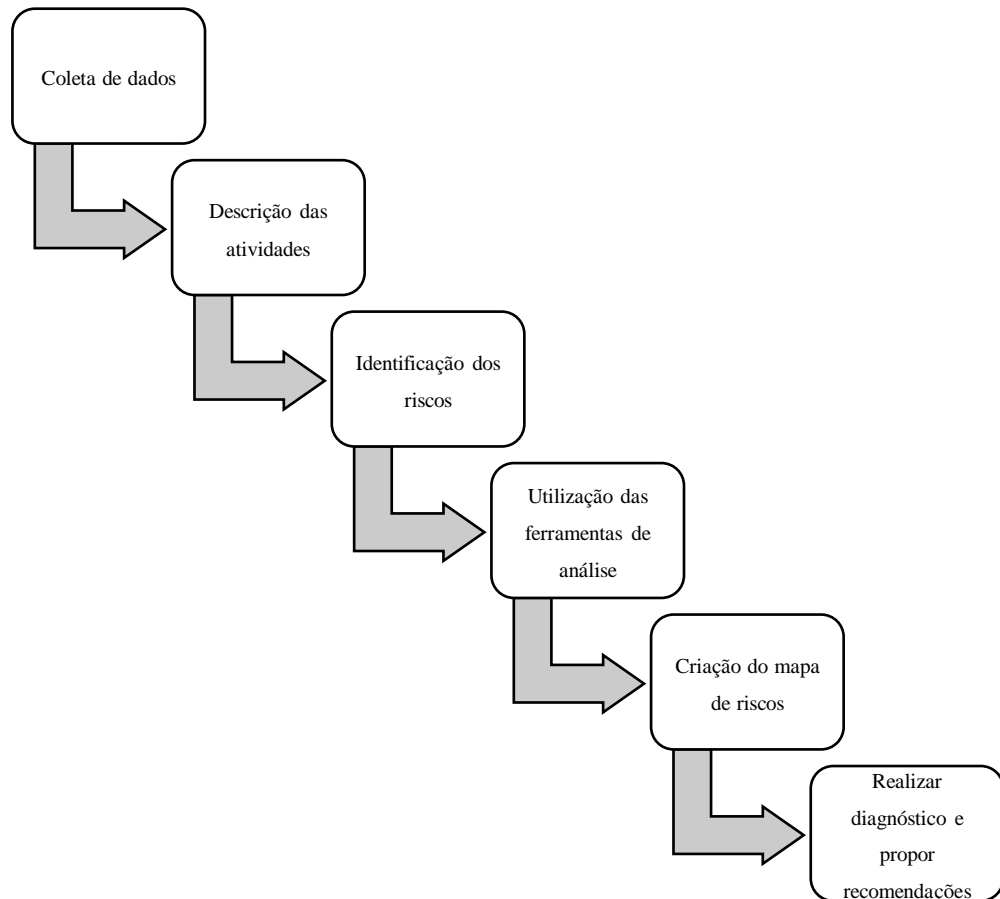 Coleta de dados
Descrição das
atividades
Identificação dos
riscos
Utilização das
ferramentas de
análise
Criação do mapa
de riscos
Realizar
diagnóstico e
propor
recomendações